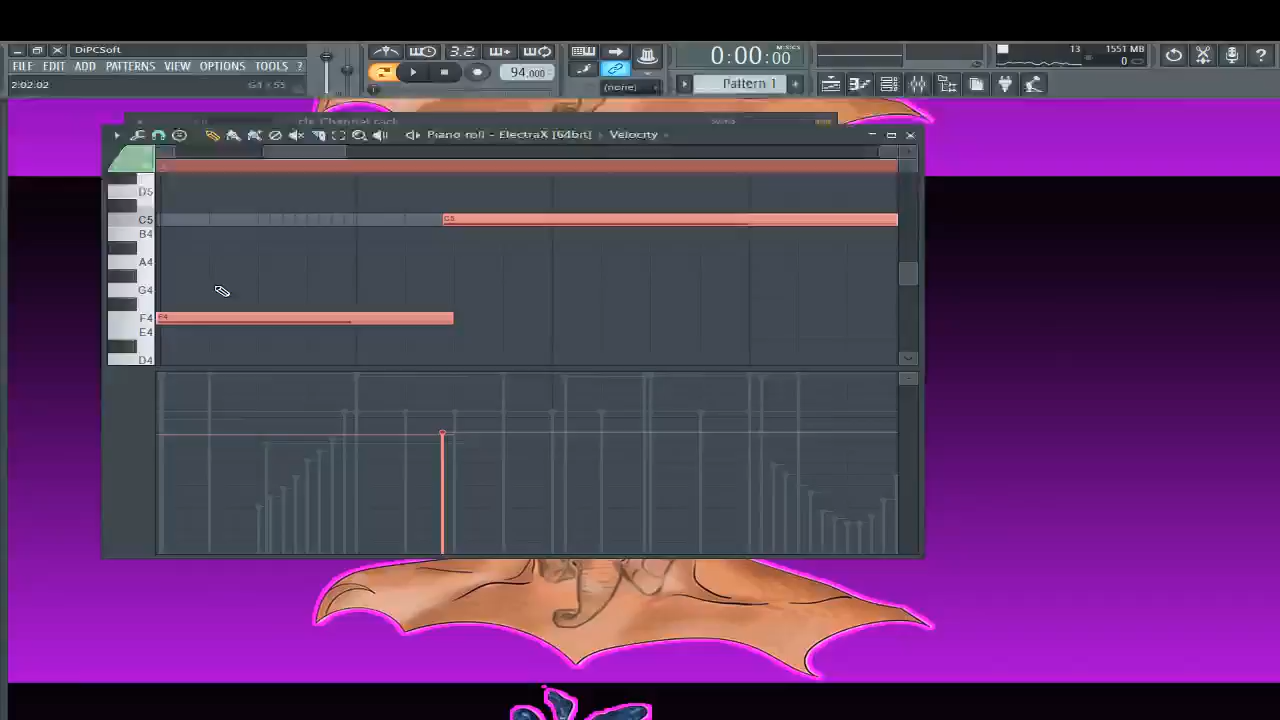 DiPCSoft
FILE EDIT ADD PATTERNS VIEW OPTIONS TOOLS ?
2:02:02
3.2
94.000
(none)
0:00:00
Pattern 1
13
1551 MB
0
Channel rack
Piano roll - ElectraX [64bit] Velocity
D5
C5
B4
A4
G4
F4
E4
D4
C5
F4